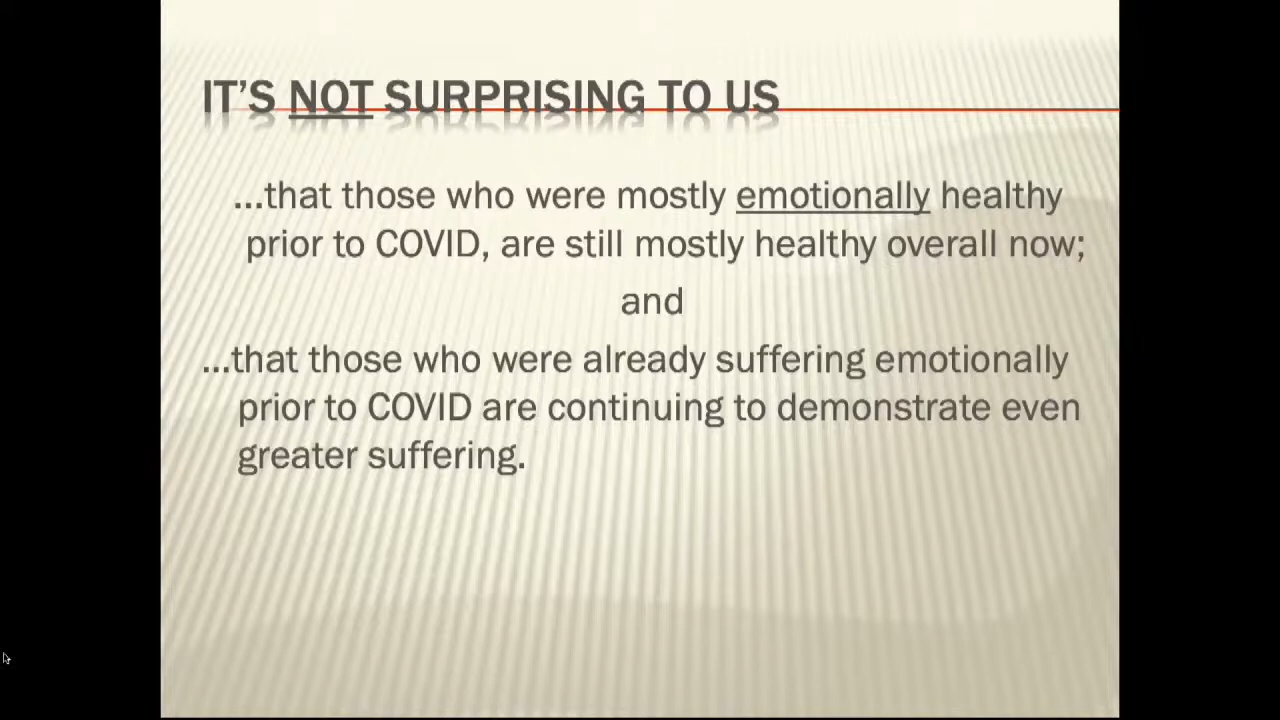 IT'S NOT SURPRISING TO US
...that those who were mostly emotionally healthy
prior to COVID, are still mostly healthy overall now;
and
...that those who were already suffering emotionally
prior to COVID are continuing to demonstrate even
greater suffering.